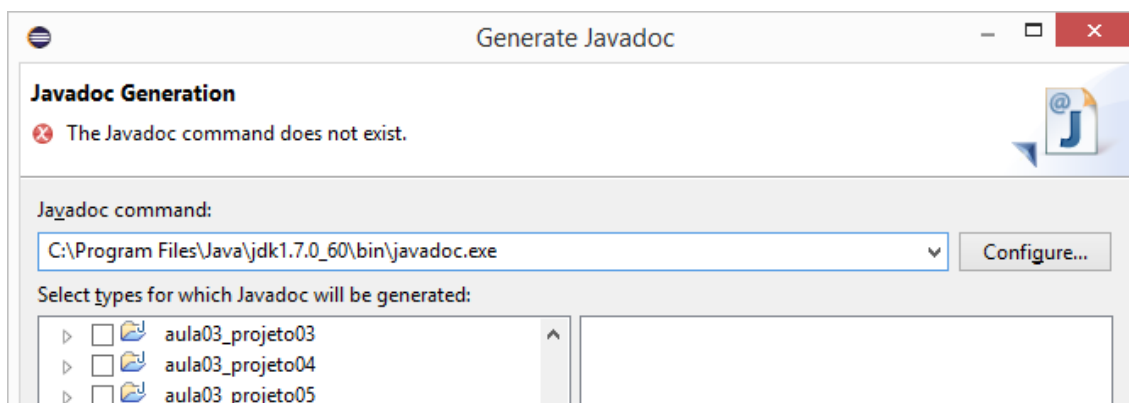 Generate Javadoc
Javadoc Generation
The Javadoc command does not exist.
Javadoc command:
C:\Program Files\Java\jdk1.7.0_60\bin\javadoc.exe
Configure...
Select types for which Javadoc will be generated:
aula03_projeto03
aula03_projeto04
aula03_projeto05